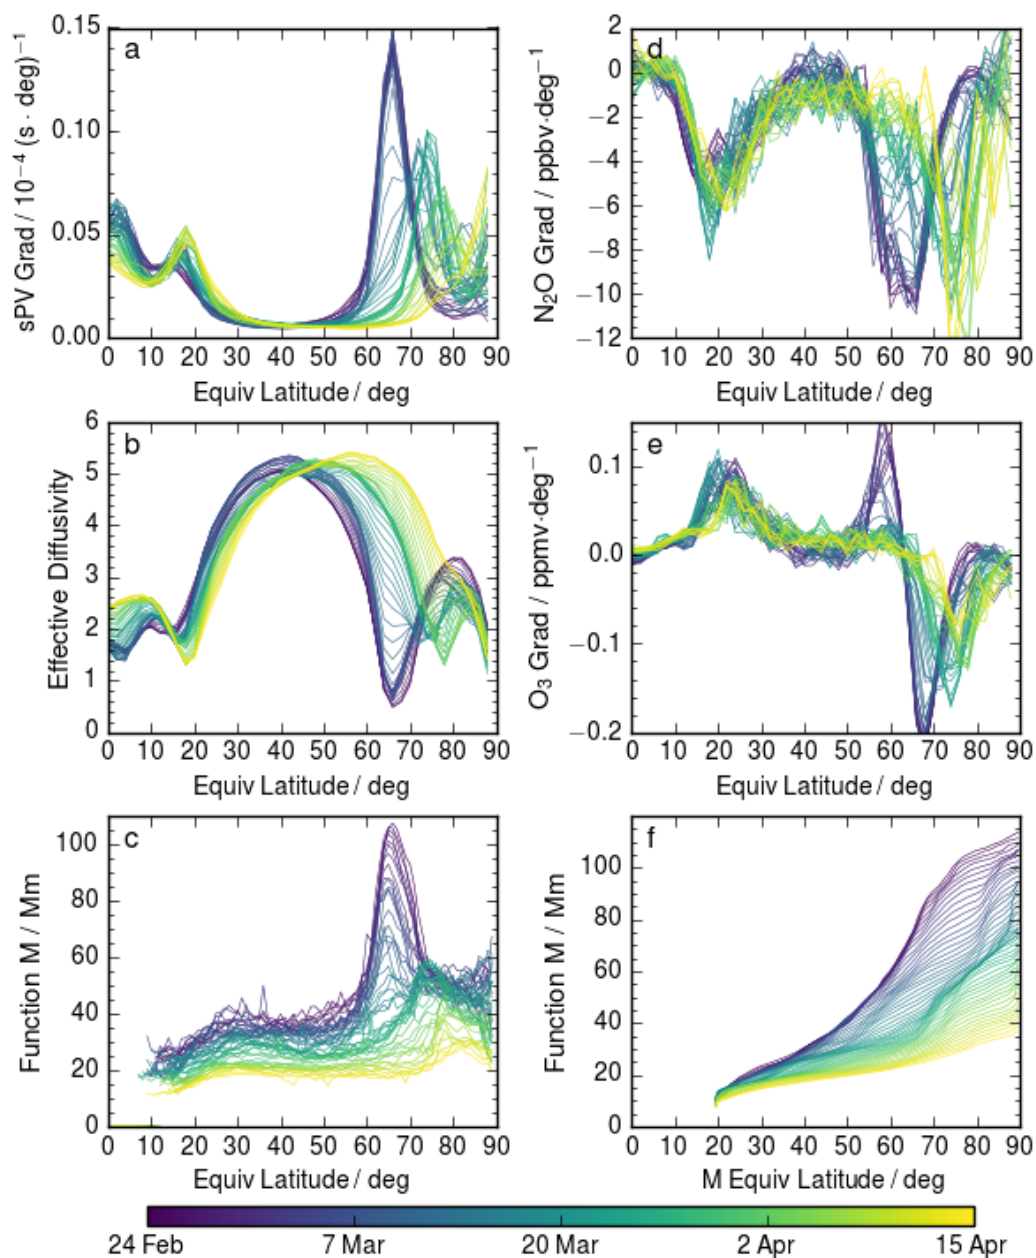 a
sPV Grad / 10⁻⁴ (s · deg)⁻¹
0.15
0.10
0.05
0.00
0 10 20 30 40 50 60 70 80 90
Equiv Latitude / deg
d
N₂O Grad / ppbv·deg⁻¹
2
0
−2
−4
−6
−8
−10
−12
0 10 20 30 40 50 60 70 80 90
Equiv Latitude / deg
b
Effective Diffusivity
6
5
4
3
2
1
0
0 10 20 30 40 50 60 70 80 90
Equiv Latitude / deg
e
O₃ Grad / ppmv·deg⁻¹
0.1
0.0
−0.1
−0.2
0 10 20 30 40 50 60 70 80 90
Equiv Latitude / deg
c
Function M / Mm
100
80
60
40
20
0
0 10 20 30 40 50 60 70 80 90
Equiv Latitude / deg
f
Function M / Mm
100
80
60
40
20
0
0 10 20 30 40 50 60 70 80 90
M Equiv Latitude / deg
24 Feb 7 Mar 20 Mar 2 Apr 15 Apr